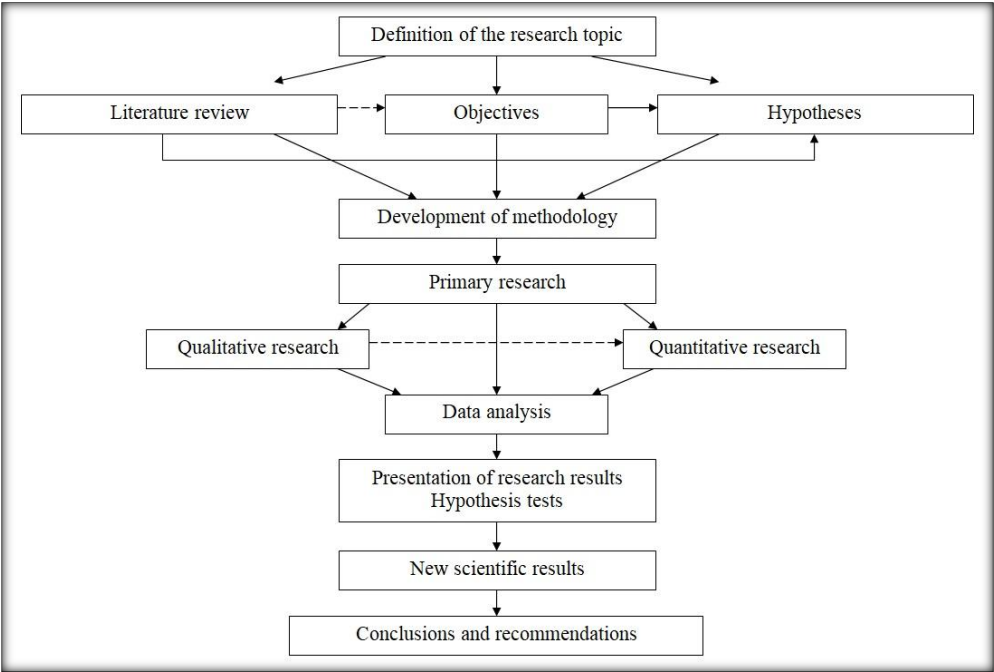 Definition of the research topic
Literature review
Objectives
Hypotheses
Development of methodology
Primary research
Qualitative research
Quantitative research
Data analysis
Presentation of research results
Hypothesis tests
New scientific results
Conclusions and recommendations